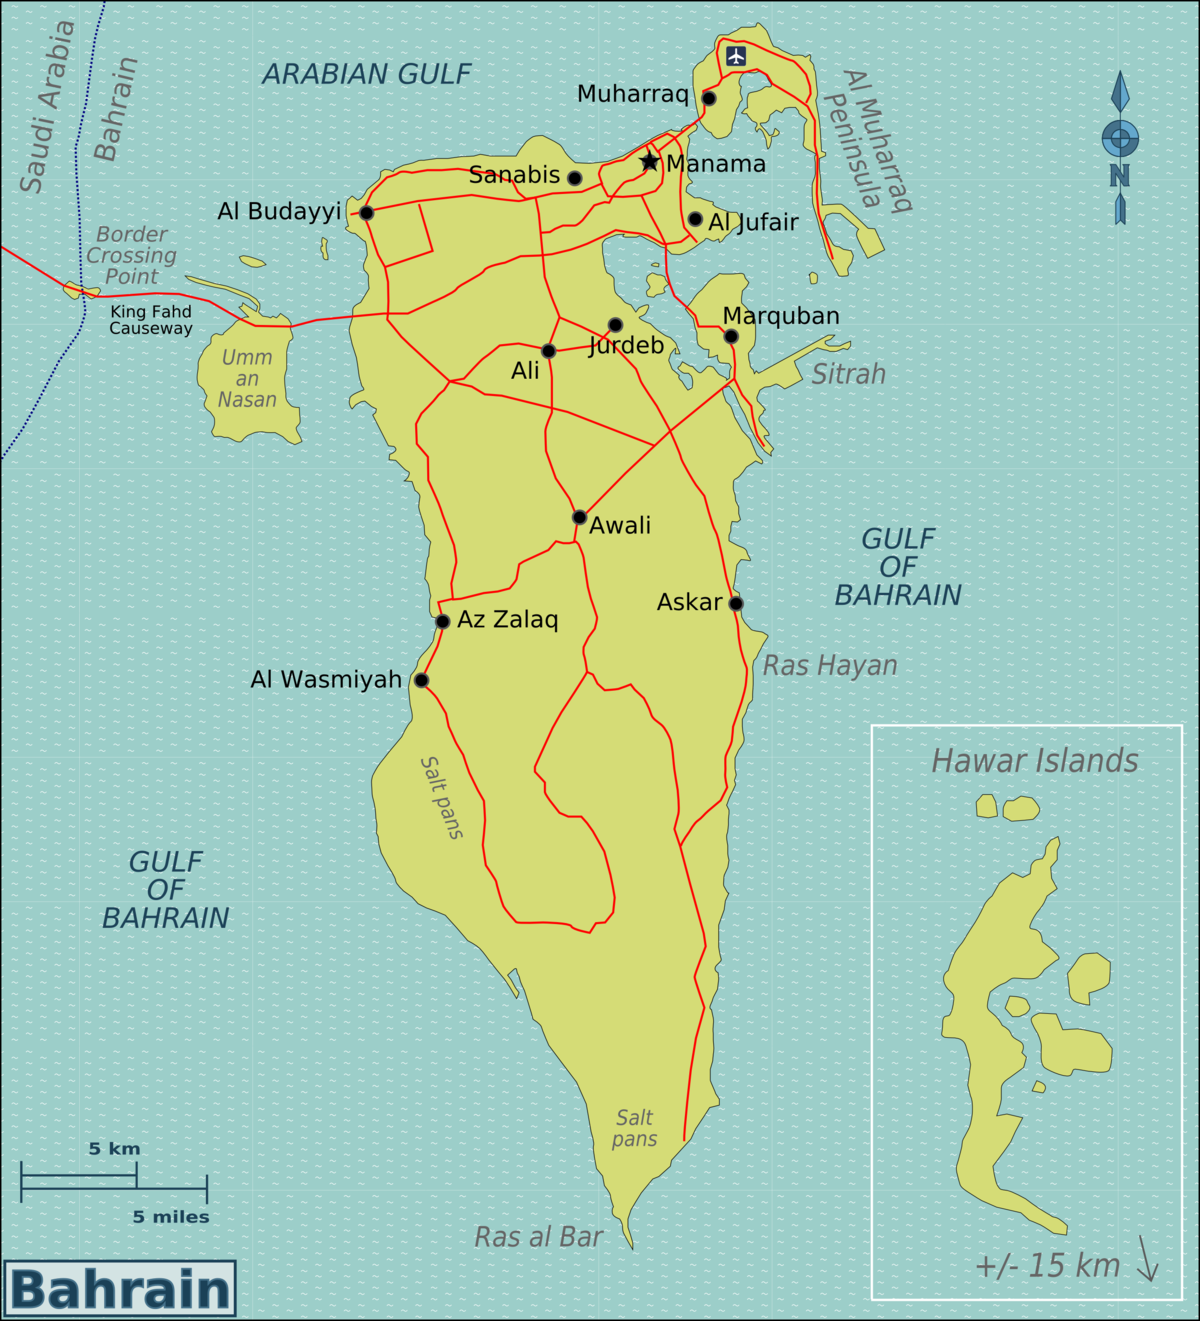 Saudi Arabia
Bahrain
ARABIAN GULF
Muharraq
Al Muharraq
Peninsula
Manama
Sanabis
Al Budayyi
Al Jufair
N
Border
Crossing
Point
King Fahd
Causeway
Umm
an
Nasan
Marquban
Jurdeb
Ali
Sitrah
Awali
GULF
OF
BAHRAIN
Askar
Az Zalaq
Ras Hayan
Al Wasmiyah
Salt pans
Hawar Islands
GULF
OF
BAHRAIN
Salt
pans
5 km
5 miles
Ras al Bar
+/- 15 km
Bahrain